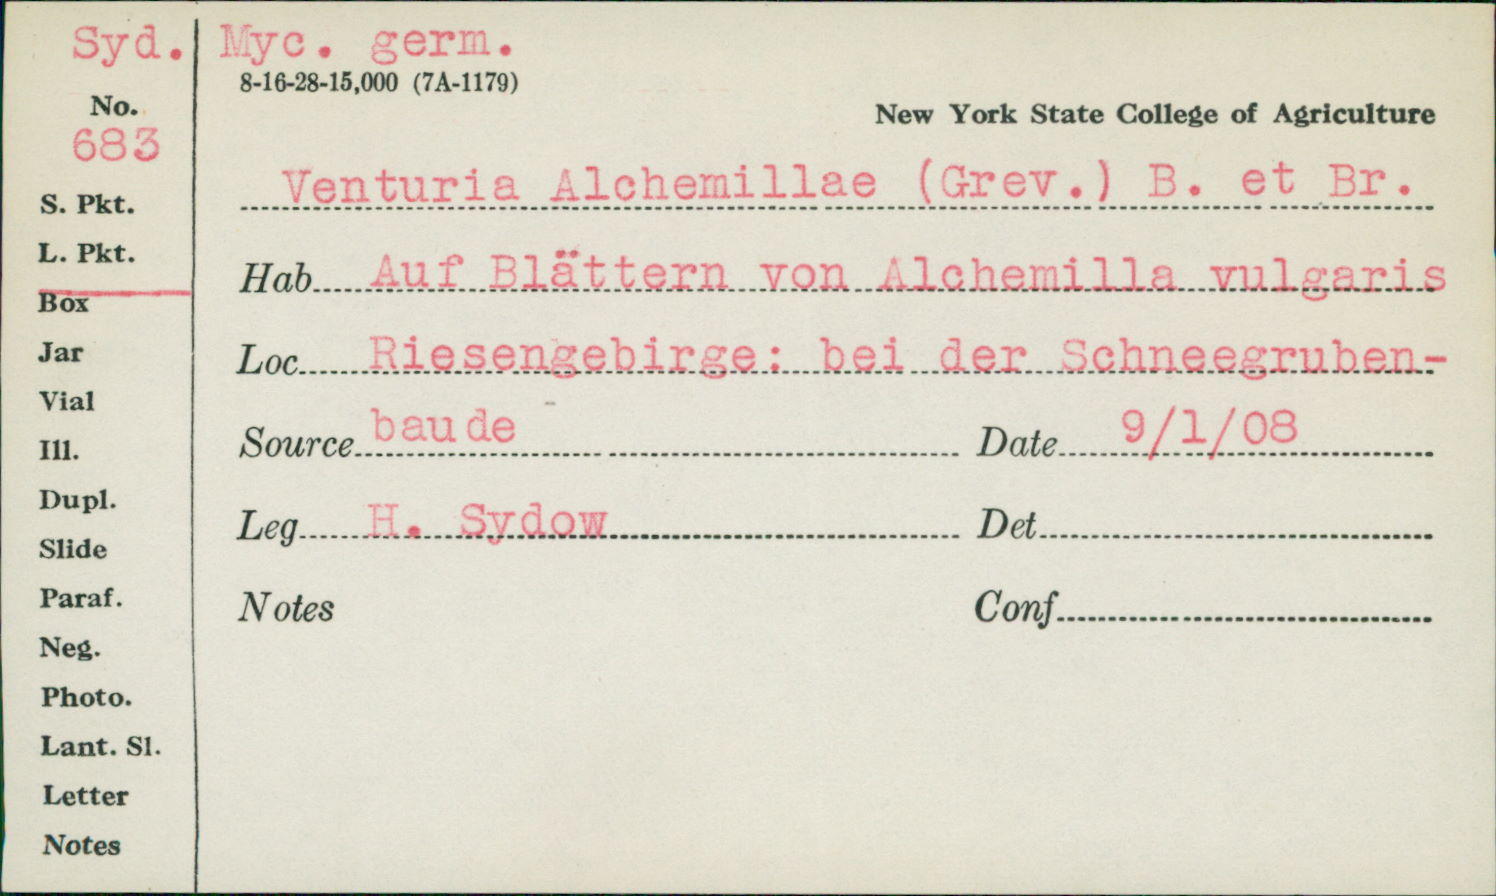 Syd. Myc. germ.
8-16-28-15,000 (7A-1179)
No.
New York State College of Agriculture
683
Venturia Alchemillae (Grev.) B. et Br.
S. Pkt.
L. Pkt.
Hab Auf Blättern von Alchemilla vulgaris
Box
Jar
Loc Riesengebirge: bei der Schneegruben-
Vial
Source baude Date 9/1/08
Ill.
Dupl.
Leg H. Sydow Det
Slide
Paraf.
Notes Conf
Neg.
Photo.
Lant. Sl.
Letter
Notes